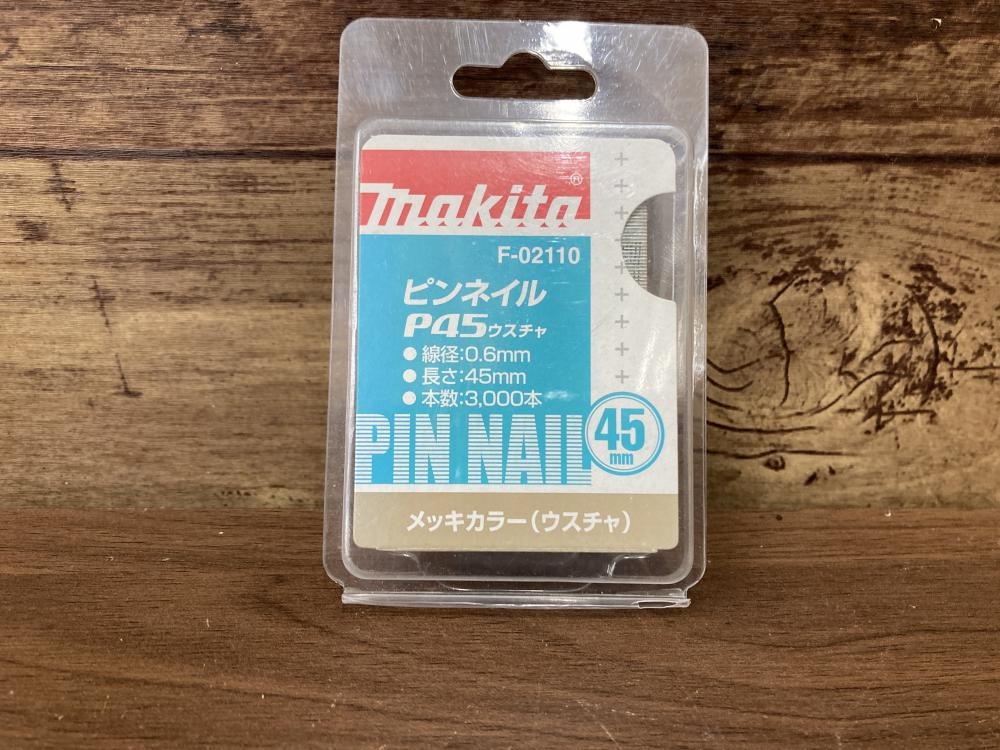 makita®
F-02110
ピンネイル
P45ウスチャ
● 線径:0.6mm
● 長さ:45mm
● 本数:3,000本
PIN NAIL
45
mm
メッキカラー(ウスチャ)